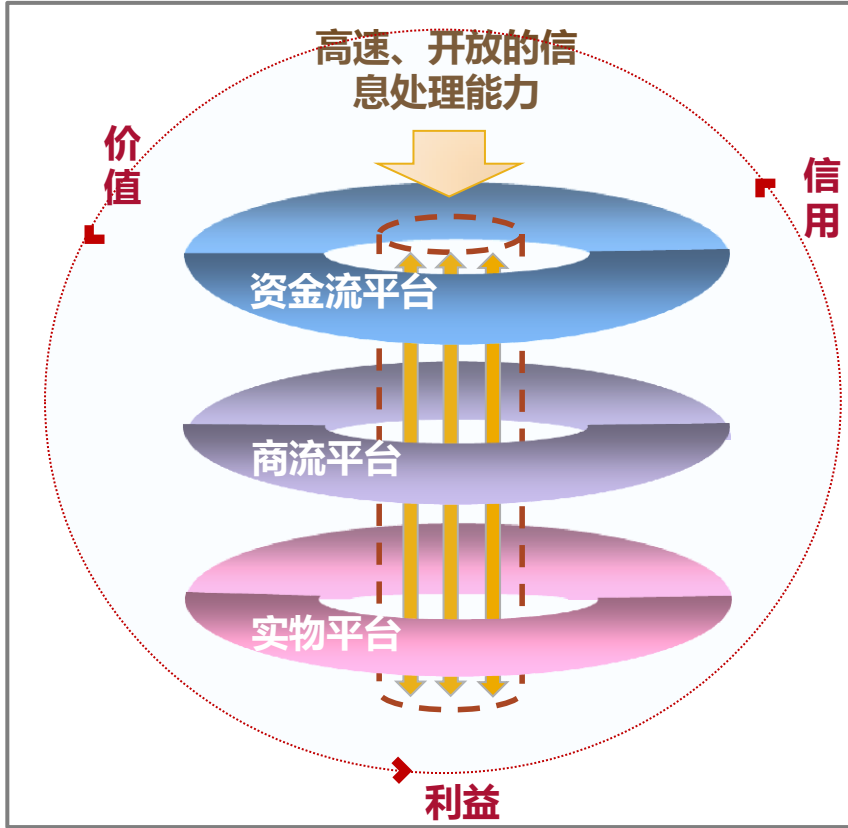 高速、开放的信
息处理能力
价
值
信
用
资金流平台
商流平台
实物平台
利益